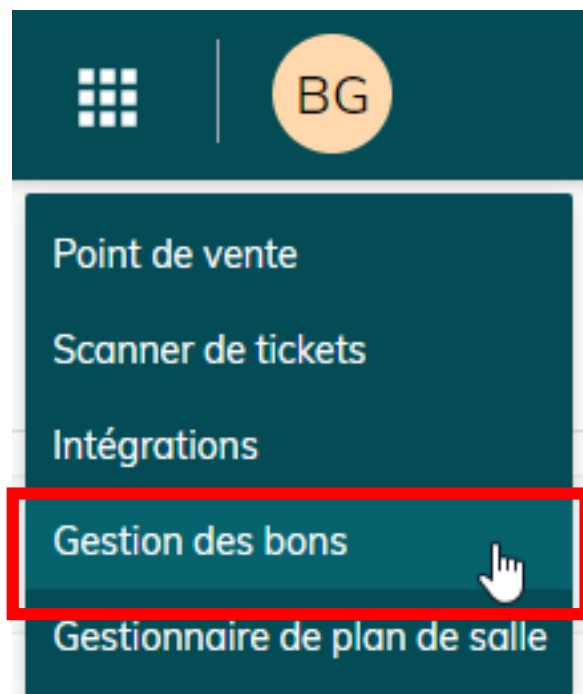 BG
Point de vente
Scanner de tickets
Intégrations
Gestion des bons
Gestionnaire de plan de salle